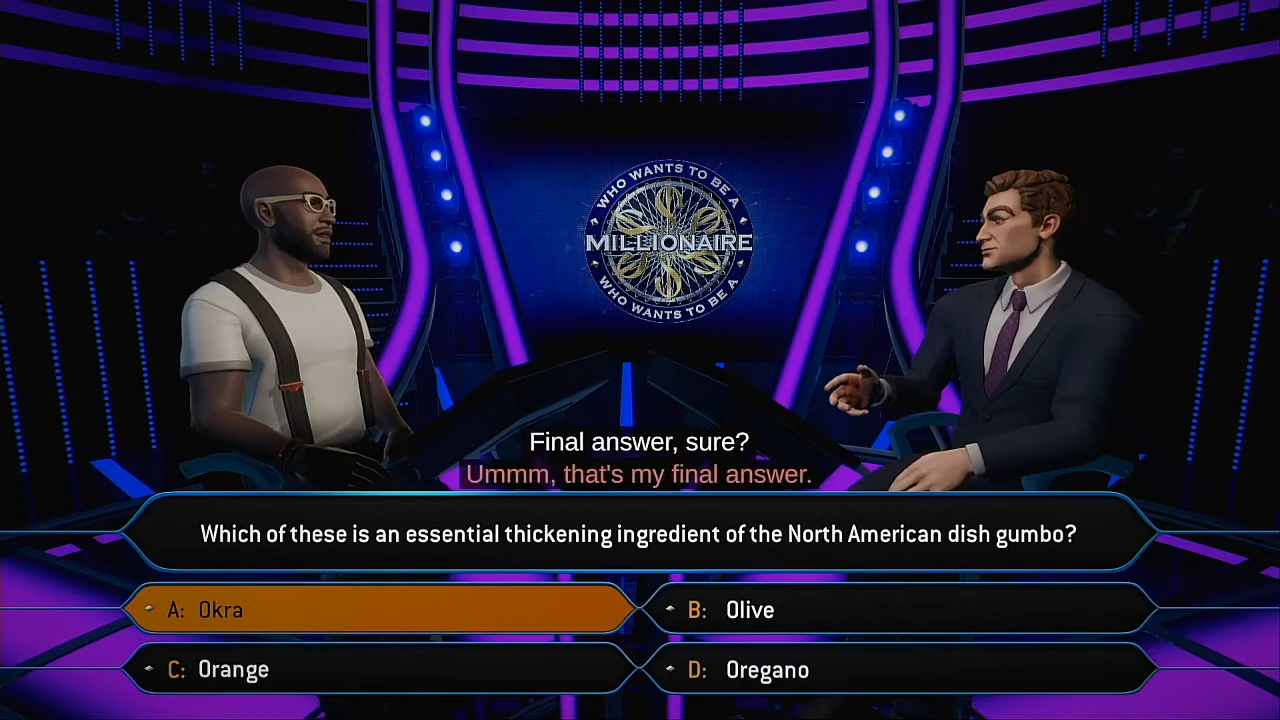 WHO WANTS TO BE A
MILLIONAIRE
WHO WANTS TO BE A
Final answer, sure?
Ummm, that's my final answer.
Which of these is an essential thickening ingredient of the North American dish gumbo?
A: Okra
B: Olive
C: Orange
D: Oregano